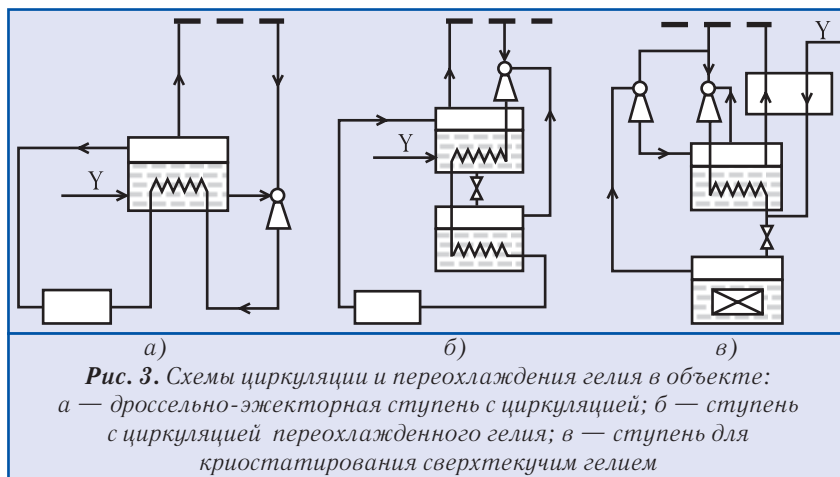 Y
Y
Y
а)
б)
в)
Рис. 3. Схемы циркуляции и переохлаждения гелия в объекте:
а — дроссельно-эжекторная ступень с циркуляцией; б — ступень
с циркуляцией переохлажденного гелия; в — ступень для
криостатирования сверхтекучим гелием